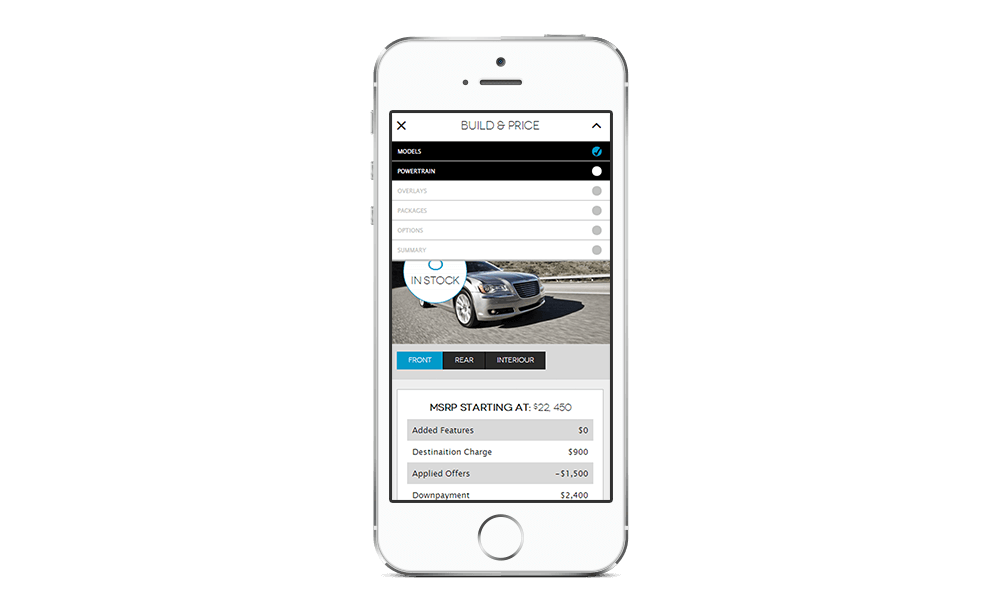 BUILD & PRICE
MODELS
POWERTRAIN
OVERLAYS
PACKAGES
OPTIONS
SUMMARY
IN STOCK
FRONT REAR INTERIOUR
MSRP STARTING AT: $22, 450
Added Features $0
Destinaition Charge $900
Applied Offers -$1,500
Downpayment $2,400